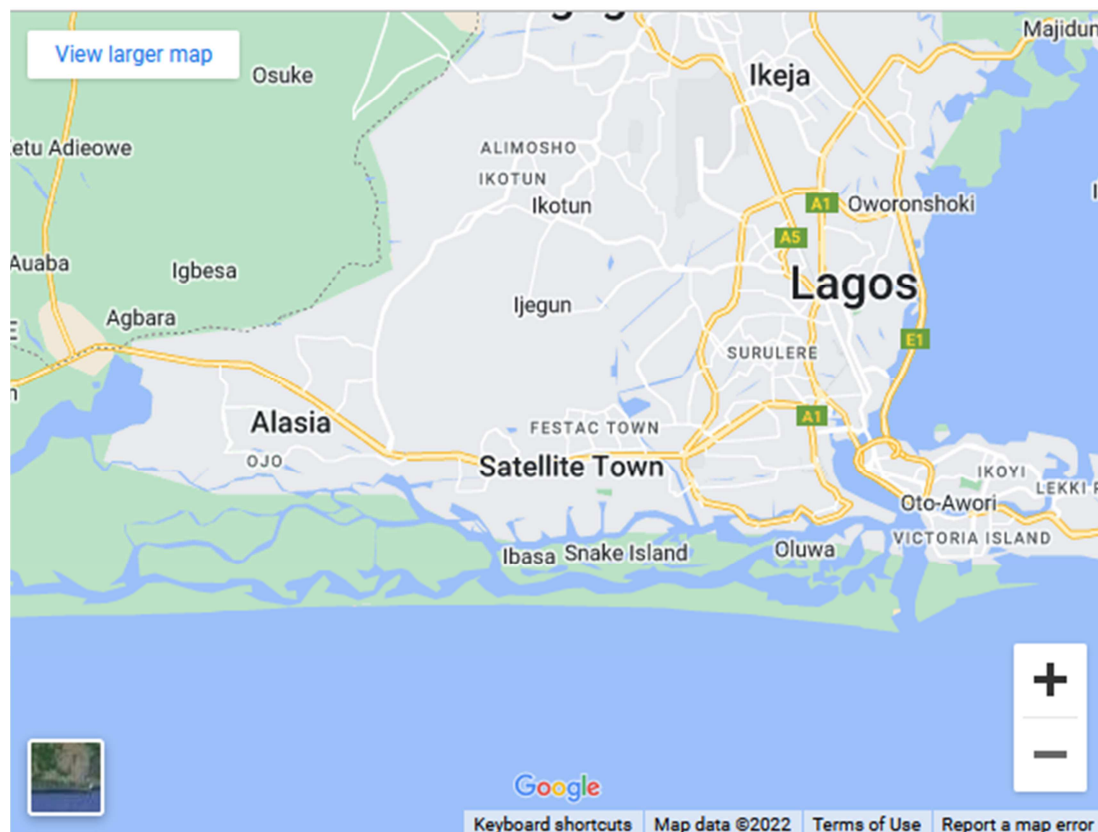 View larger map
Majidun
Osuke
Ikeja
Ketu Adieowe
ALIMOSHO
IKOTUN
Ikotun
A1
Oworonshoki
A5
Auaba
Igbesa
Lagos
Ijegun
Agbara
E1
SURULERE
Alasia
A1
FESTAC TOWN
OJO
Satellite Town
IKOYI
LEKKI
Oto-Awori
VICTORIA ISLAND
Ibasa
Snake Island
Oluwa
+
−
Google
Keyboard shortcuts
Map data ©2022
Terms of Use
Report a map error